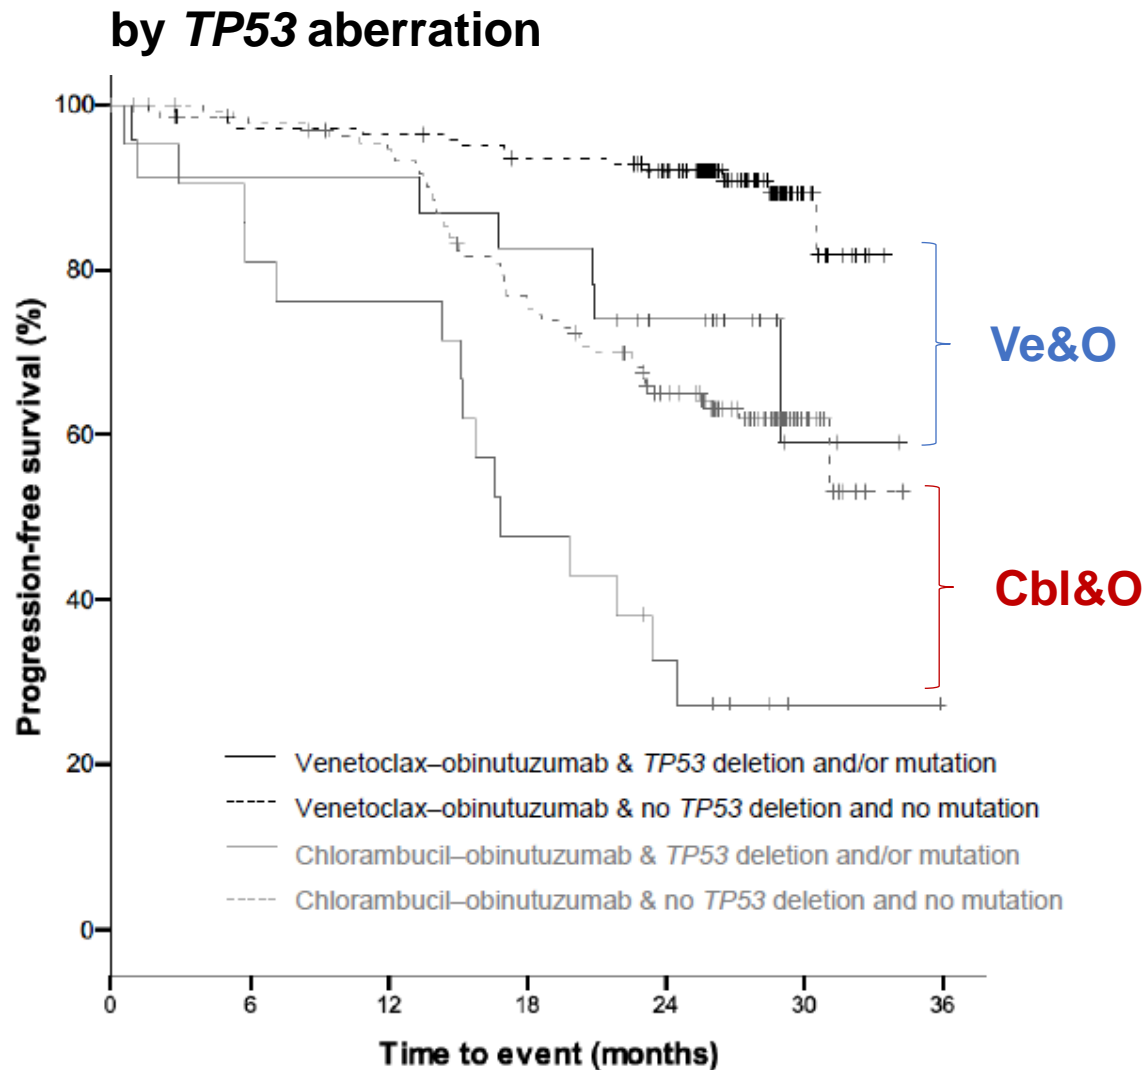 by TP53 aberration
Progression-free survival (%)
100
80
60
40
20
0
Ve&O
Cbl&O
Venetoclax–obinutuzumab & TP53 deletion and/or mutation
Venetoclax–obinutuzumab & no TP53 deletion and no mutation
Chlorambucil–obinutuzumab & TP53 deletion and/or mutation
Chlorambucil–obinutuzumab & no TP53 deletion and no mutation
0 6 12 18 24 30 36
Time to event (months)